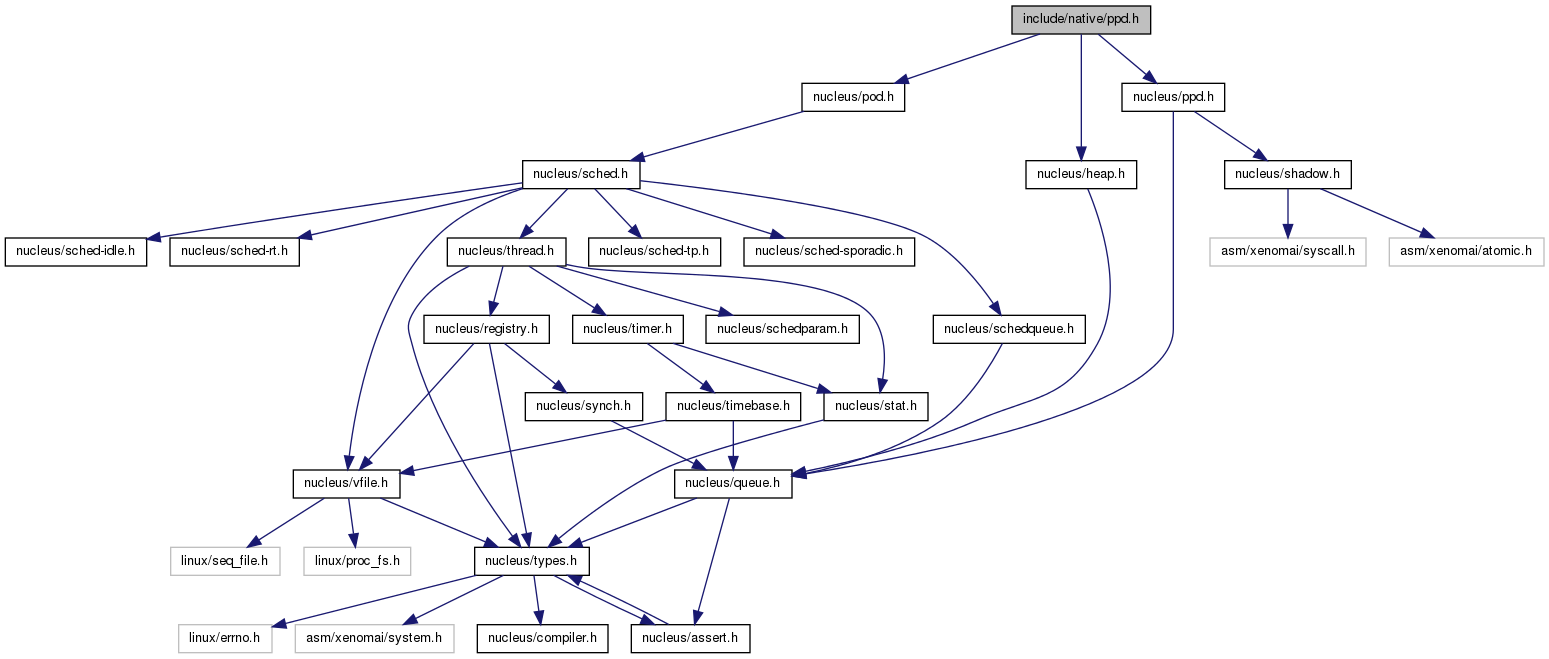 include/native/ppd.h
nucleus/pod.h
nucleus/ppd.h
nucleus/sched.h
nucleus/heap.h
nucleus/shadow.h
nucleus/sched-idle.h
nucleus/sched-rt.h
nucleus/thread.h
nucleus/sched-tp.h
nucleus/sched-sporadic.h
asm/xenomai/syscall.h
asm/xenomai/atomic.h
nucleus/registry.h
nucleus/timer.h
nucleus/schedparam.h
nucleus/schedqueue.h
nucleus/synch.h
nucleus/timebase.h
nucleus/stat.h
nucleus/vfile.h
nucleus/queue.h
linux/seq_file.h
linux/proc_fs.h
nucleus/types.h
linux/errno.h
asm/xenomai/system.h
nucleus/compiler.h
nucleus/assert.h